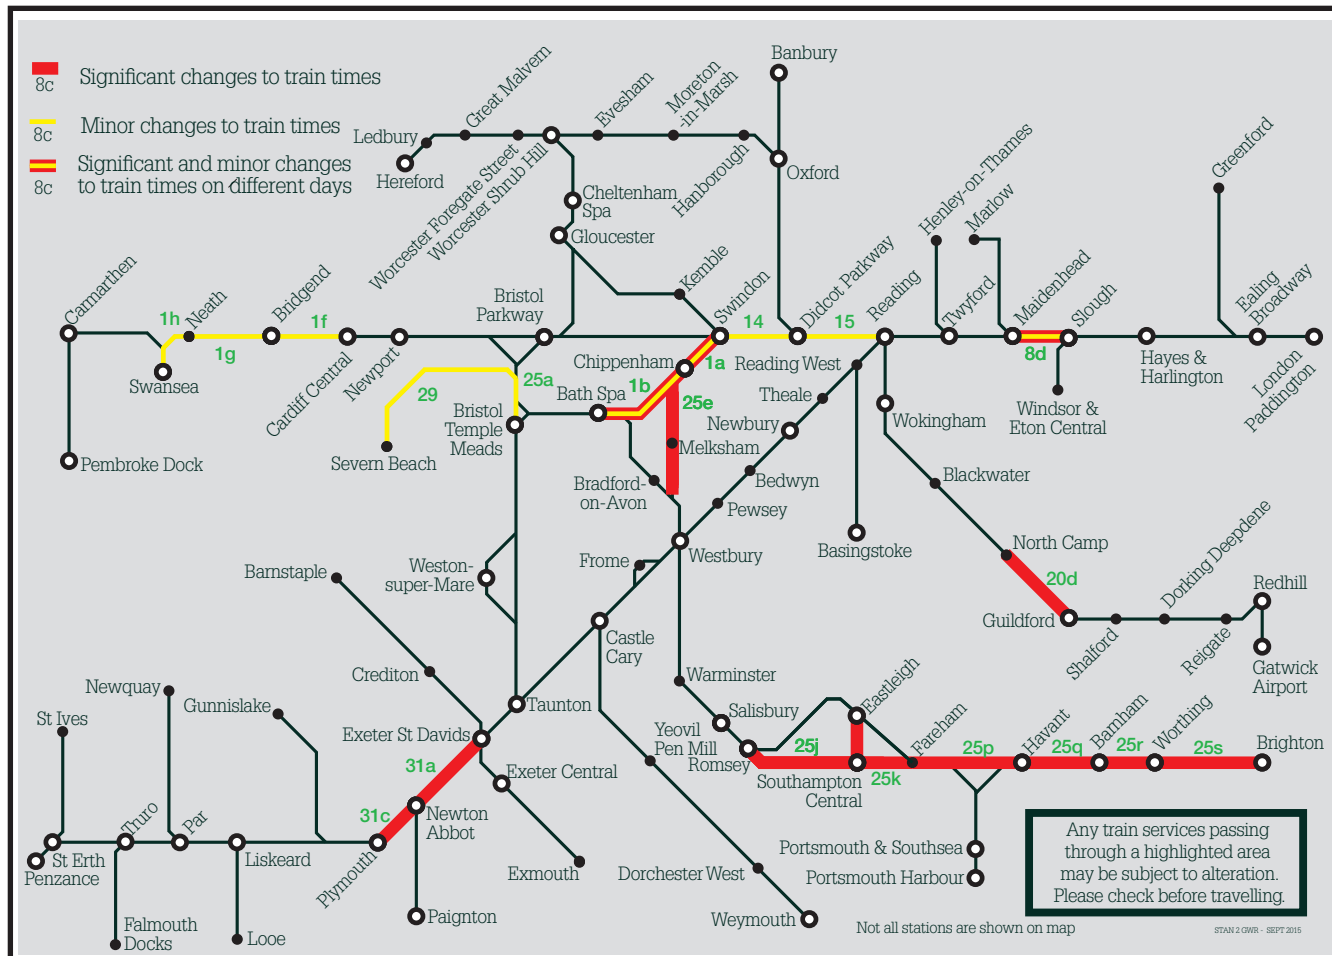 8c
Significant changes to train times
8c
Minor changes to train times
8c
Significant and minor changes
to train times on different days
Banbury
Great Malvern
Evesham
Moreton
-in-Marsh
Ledbury
Hereford
Worcester Foregate Street
Worcester Shrub Hill
Hanborough
Oxford
Cheltenham
Spa
Gloucester
Henley-on-Thames
Marlow
Greenford
Carmarthen
1h
Neath
Bridgend
1f
1g
Swansea
Cardiff Central
Newport
Bristol
Parkway
Kemble
Swindon
14
Didcot Parkway
15
Reading
Twyford
Maidenhead
8d
Slough
Ealing
Broadway
Hayes &
Harlington
London
Paddington
Chippenham
1a
Reading West
25a
Bath Spa
1b
29
25e
Theale
Windsor &
Eton Central
Bristol
Temple
Meads
Newbury
Wokingham
Severn Beach
Melksham
Pembroke Dock
Bradford-
on-Avon
Bedwyn
Blackwater
Pewsey
Frome
Westbury
Basingstoke
North Camp
Dorking Deepdene
Barnstaple
Weston-
super-Mare
20d
Redhill
Guildford
Shalford
Reigate
Gatwick
Airport
Castle
Cary
Crediton
Warminster
Newquay
Gunnislake
Taunton
Salisbury
Eastleigh
St Ives
Exeter St Davids
Yeovil
Pen Mill
Romsey
25j
Fareham
25p
Havant
25q
Barnham
25r
Worthing
25s
Brighton
31a
Exeter Central
Southampton
Central
25k
31c
Newton
Abbot
Truro
Par
St Erth
Penzance
Liskeard
Plymouth
Exmouth
Dorchester West
Portsmouth & Southsea
Portsmouth Harbour
Any train services passing
through a highlighted area
may be subject to alteration.
Please check before travelling.
Falmouth
Docks
Looe
Paignton
Weymouth
Not all stations are shown on map
STAN 2 GWR - SEPT 2015